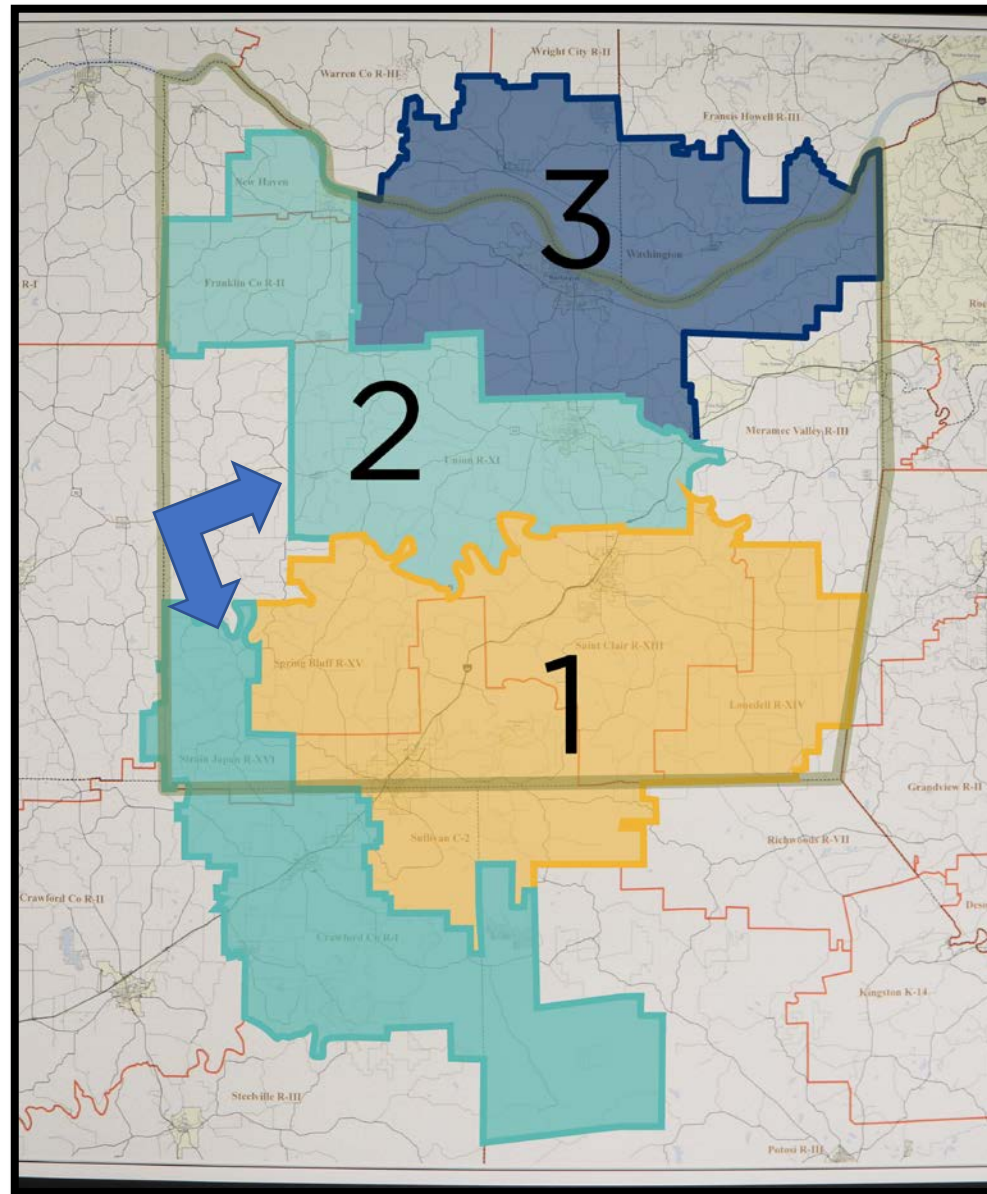 Wright City R-II
Warren Co R-III
Francis Howell R-III
3
New Haven
Washington
R-I
Franklin Co R-II
2
Meramec Valley R-III
Union R-XI
Saint Clair R-XIII
Spring Bluff R-XV
1
Lonedell R-XIV
Strain Japan R-XVI
Grandview R-II
Sullivan C-2
Richwoods R-VII
Crawford Co R-II
Crawford Co R-I
Kingston K-14
Steelville R-III
Potosi R-III